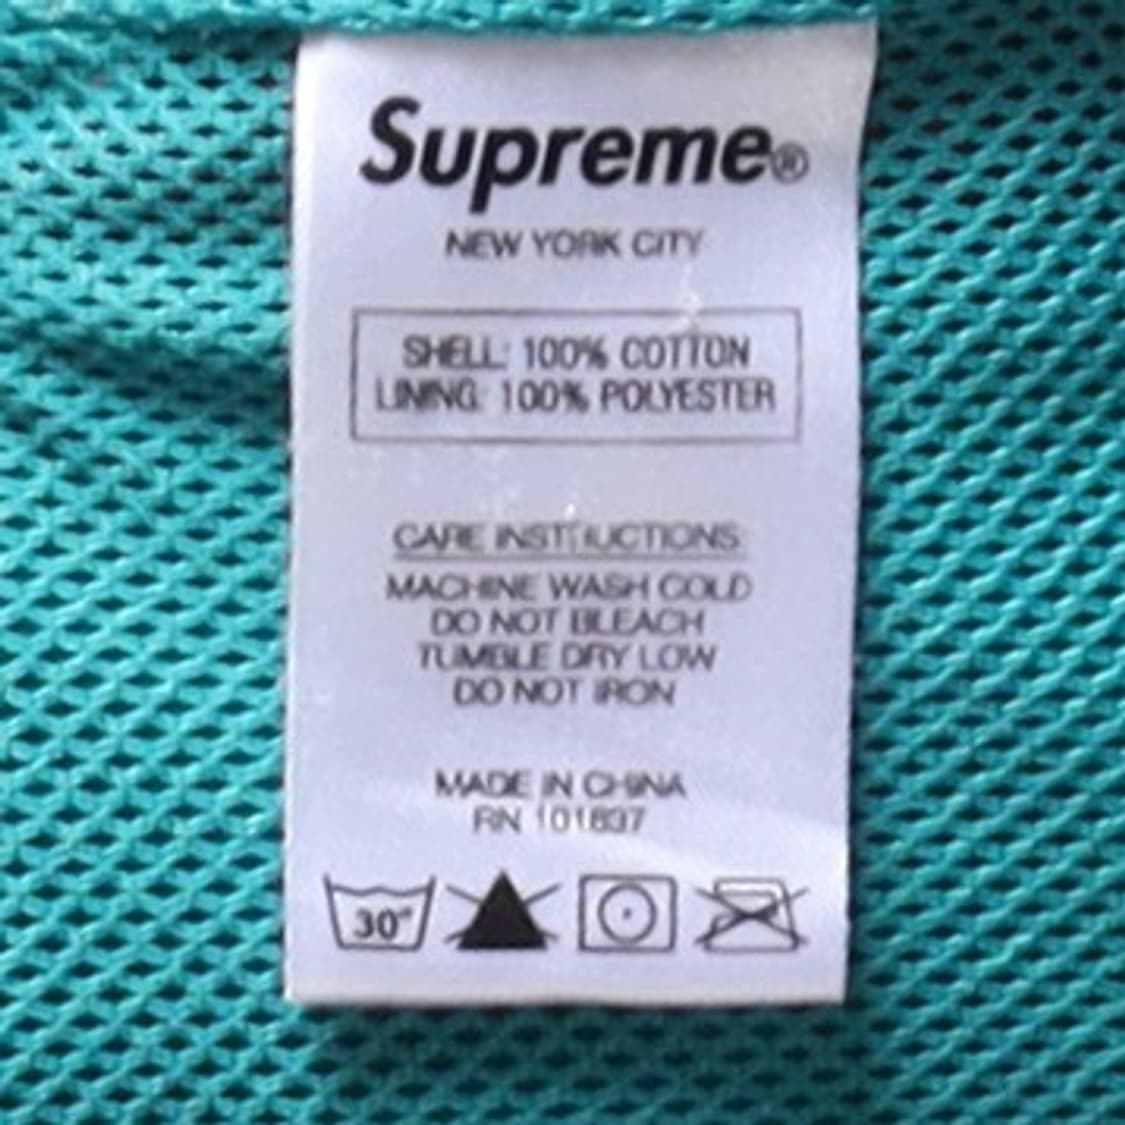 Supreme®
NEW YORK CITY
SHELL: 100% COTTON
LINING: 100% POLYESTER
CARE INSTRUCTIONS:
MACHINE WASH COLD
DO NOT BLEACH
TUMBLE DRY LOW
DO NOT IRON
MADE IN CHINA
RN 101837
30°